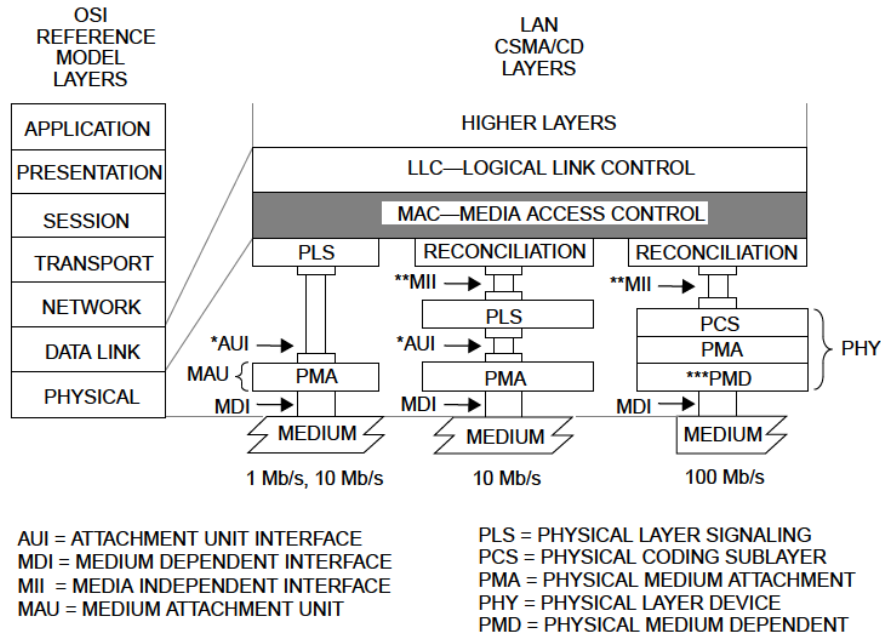 OSI
REFERENCE
MODEL
LAYERS
LAN
CSMA/CD
LAYERS
APPLICATION
PRESENTATION
SESSION
TRANSPORT
NETWORK
DATA LINK
PHYSICAL
HIGHER LAYERS
LLC—LOGICAL LINK CONTROL
MAC—MEDIA ACCESS CONTROL
PLS
*AUI
MAU
PMA
MDI
MEDIUM
1 Mb/s, 10 Mb/s
RECONCILIATION
**MII
PLS
*AUI
PMA
MDI
MEDIUM
10 Mb/s
RECONCILIATION
**MII
PCS
PMA
***PMD
PHY
MDI
MEDIUM
100 Mb/s
AUI = ATTACHMENT UNIT INTERFACE
MDI = MEDIUM DEPENDENT INTERFACE
MII = MEDIA INDEPENDENT INTERFACE
MAU = MEDIUM ATTACHMENT UNIT
PLS = PHYSICAL LAYER SIGNALING
PCS = PHYSICAL CODING SUBLAYER
PMA = PHYSICAL MEDIUM ATTACHMENT
PHY = PHYSICAL LAYER DEVICE
PMD = PHYSICAL MEDIUM DEPENDENT